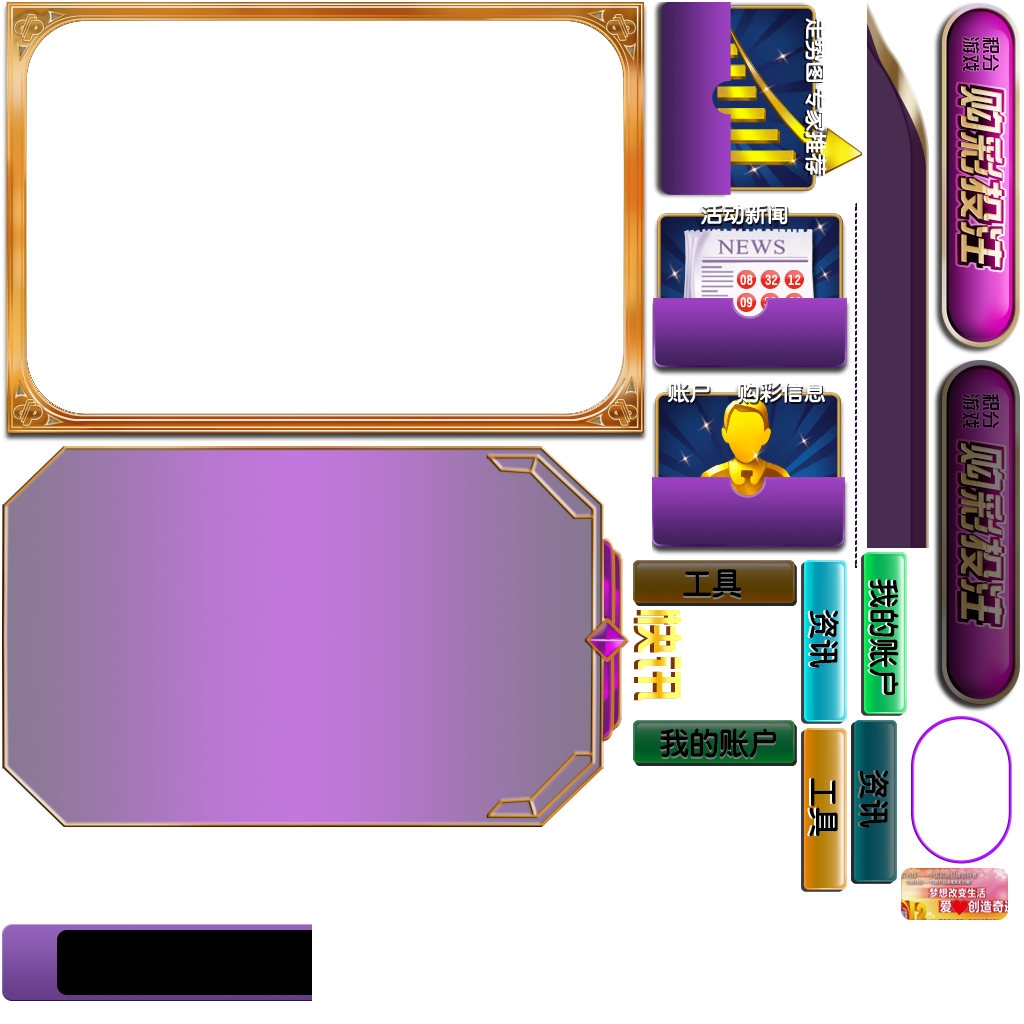 走势图 专家推荐
活动新闻
NEWS
08 32 12
09
账户 购彩信息
积分
游戏
购彩投注
积分
游戏
购彩投注
工具
资讯
我的账户
快讯
我的账户
工具
资讯
梦想改变生活
爱❤创造奇迹